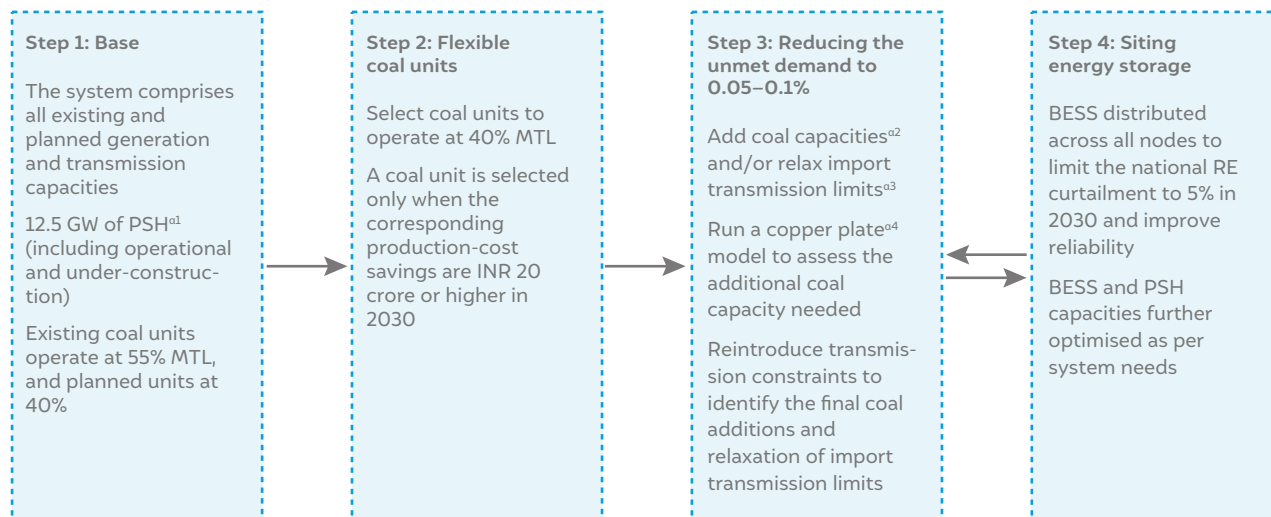 Step 1: Base
The system comprises
all existing and
planned generation
and transmission
capacities
12.5 GW of PSHα1
(including operational
and under-construc-
tion)
Existing coal units
operate at 55% MTL,
and planned units at
40%
Step 2: Flexible
coal units
Select coal units to
operate at 40% MTL
A coal unit is selected
only when the
corresponding
production-cost
savings are INR 20
crore or higher in
2030
Step 3: Reducing the
unmet demand to
0.05–0.1%
Add coal capacitiesα2
and/or relax import
transmission limitsα3
Run a copper plateα4
model to assess the
additional coal
capacity needed
Reintroduce transmis-
sion constraints to
identify the final coal
additions and
relaxation of import
transmission limits
Step 4: Siting
energy storage
BESS distributed
across all nodes to
limit the national RE
curtailment to 5% in
2030 and improve
reliability
BESS and PSH
capacities further
optimised as per
system needs